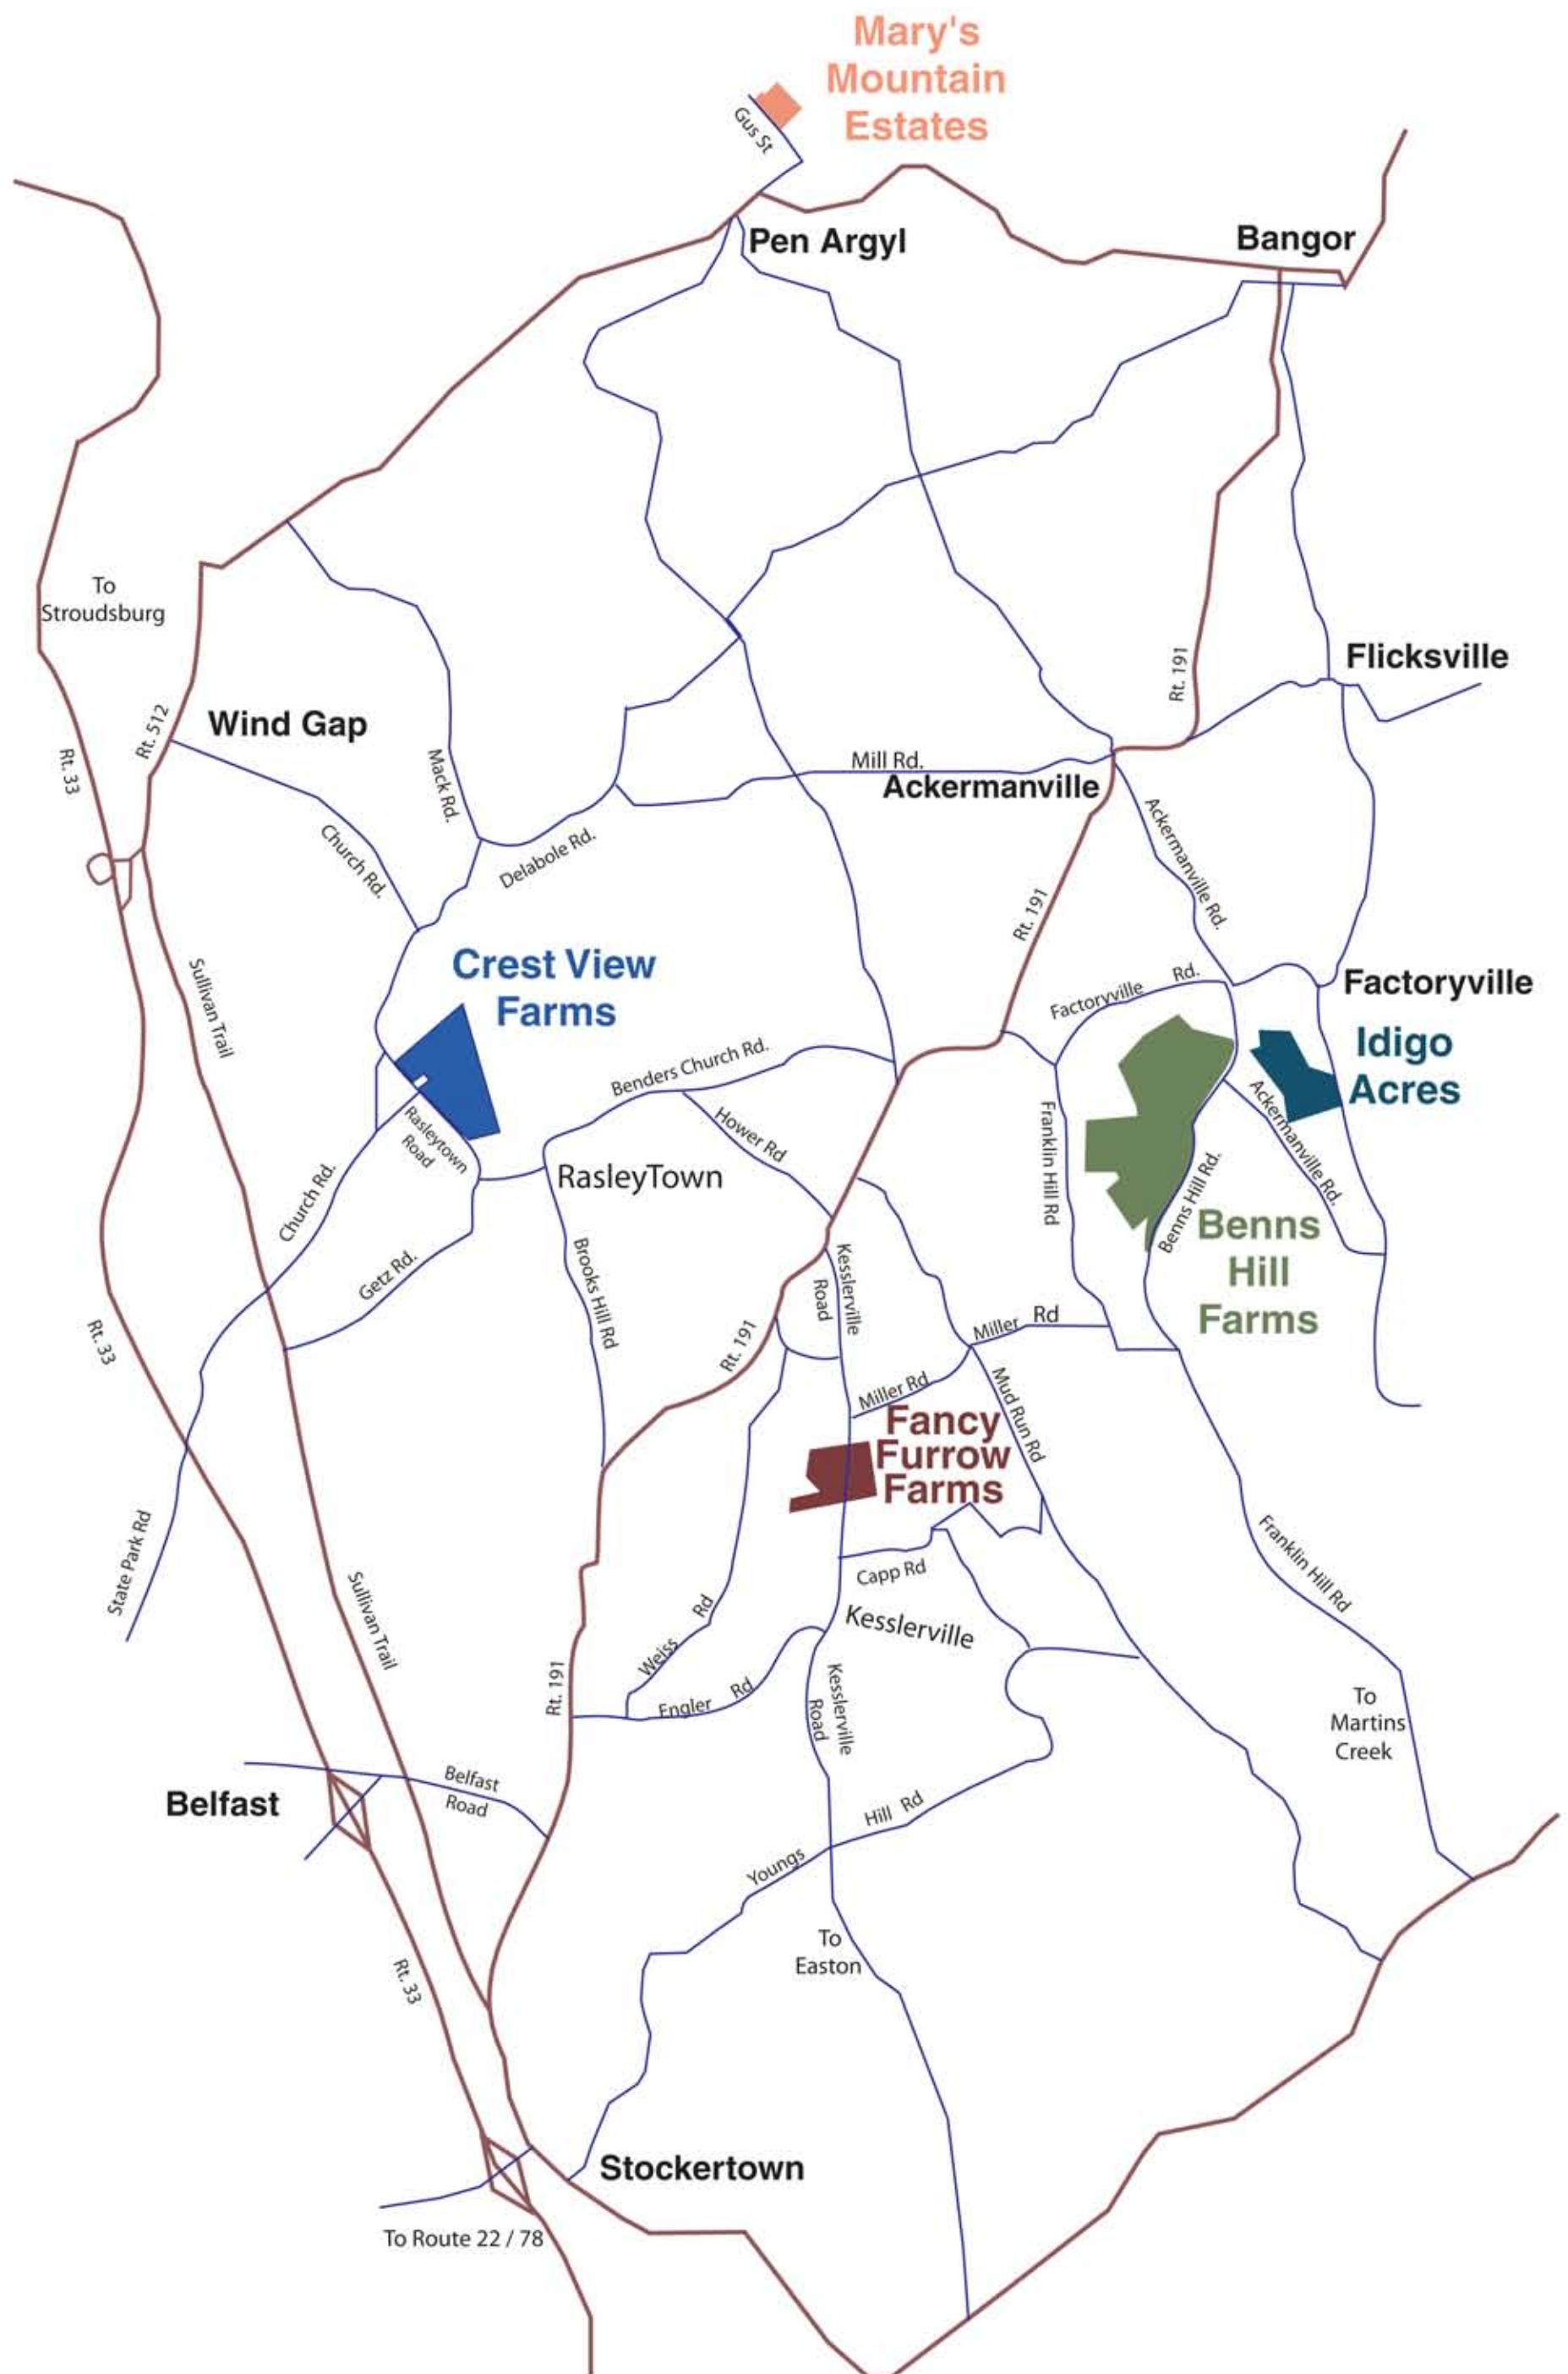 Mary's
Mountain
Estates
Gus St
Pen Argyl
Bangor
To
Stroudsburg
Rt. 191
Flicksville
Rt. 512
Wind Gap
Rt. 33
Mack Rd.
Mill Rd.
Ackermanville
Church Rd.
Delabole Rd.
Ackermanville Rd.
Rt. 191
Sullivan Trail
Crest View
Farms
Factoryville Rd.
Factoryville
Idigo
Acres
Benders Church Rd.
Rasleytown
Road
Hower Rd
Franklin Hill Rd
Ackermanville Rd.
RasleyTown
Church Rd.
Benns Hill Rd.
Benns
Hill
Farms
Getz Rd.
Brooks Hill Rd
Kesslerville
Road
Rt. 33
Rt. 191
Miller Rd
Miller Rd
Mud Run Rd
Fancy
Furrow
Farms
State Park Rd
Franklin Hill Rd
Capp Rd
Sullivan Trail
Weiss Rd
Kesslerville
Rt. 191
Engler Rd
Kesslerville
Road
To
Martins
Creek
Belfast
Belfast
Road
Youngs Hill Rd
To
Easton
Rt. 33
Stockertown
To Route 22 / 78